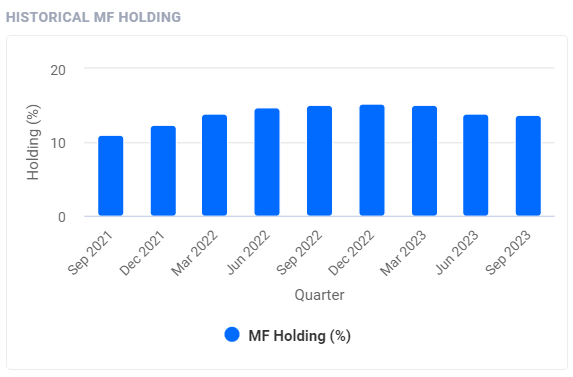 HISTORICAL MF HOLDING
20
10
0
Holding (%)
Sep 2021
Dec 2021
Mar 2022
Jun 2022
Sep 2022
Dec 2022
Mar 2023
Jun 2023
Sep 2023
Quarter
MF Holding (%)